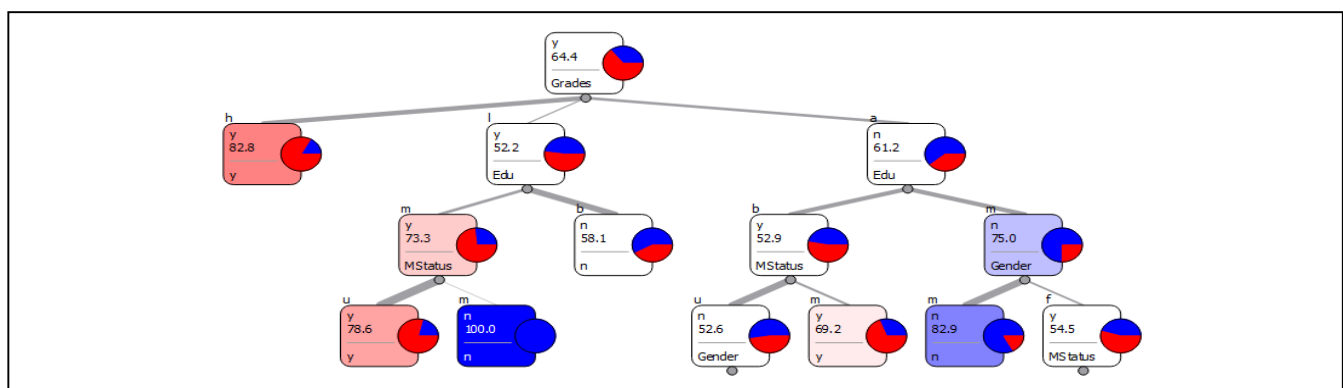 y
64.4
Grades
h
y
82.8
y
l
y
52.2
Edu
a
n
61.2
Edu
m
y
73.3
MStatus
b
n
58.1
n
b
y
52.9
MStatus
m
n
75.0
Gender
u
y
78.6
y
m
n
100.0
n
u
n
52.6
Gender
m
y
69.2
y
m
n
82.9
n
f
y
54.5
MStatus